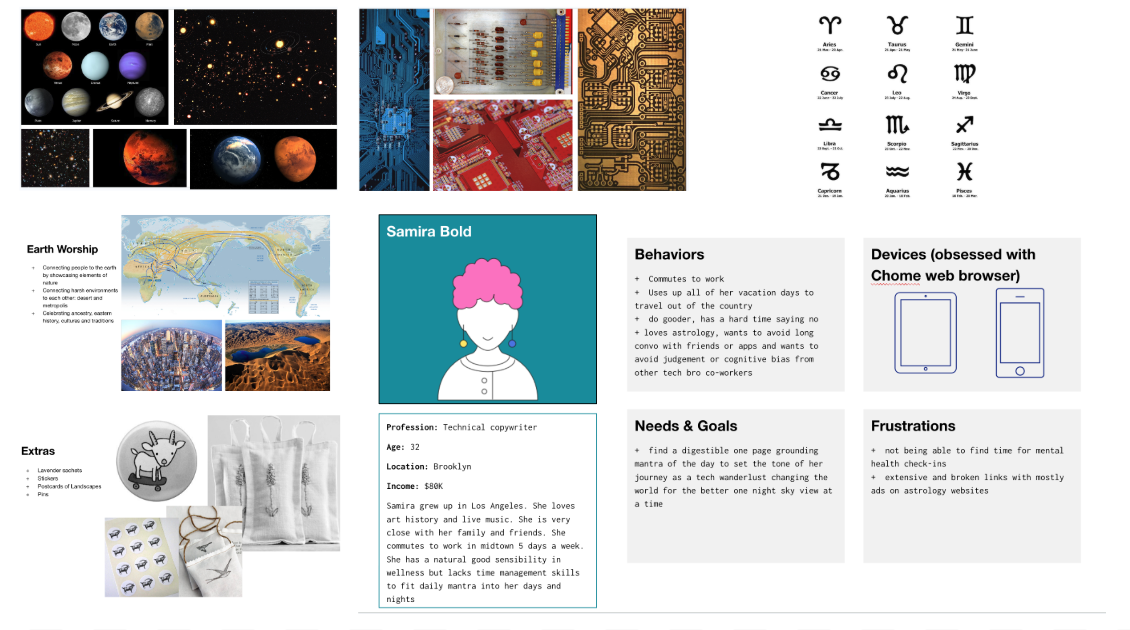 Aries
Taurus
Gemini
Cancer
Leo
Virgo
Libra
Scorpio
Sagittarius
Capricorn
Aquarius
Pisces
Earth Worship
+ Connecting people to the earth
by showcasing elements of
nature
+ Connecting harsh environments
to each other: desert and
metropolis
+ Celebrating ancestry, eastern
history, cultures and traditions
Extras
+ Lavender sachets
+ Stickers
+ Postcards of Landscapes
+ Pins
Samira Bold
Profession: Technical copywriter
Age: 32
Location: Brooklyn
Income: $80K
Samira grew up in Los Angeles. She loves
art history and live music. She is very
close with her family and friends. She
commutes to work in midtown 5 days a week.
She has a natural good sensibility in
wellness but lacks time management skills
to fit daily mantra into her days and
nights
Behaviors
+ Commutes to work
+ Uses up all of her vacation days to
travel out of the country
+ do gooder, has a hard time saying no
+ loves astrology, wants to avoid long
convo with friends or apps and wants to
avoid judgement or cognitive bias from
other tech bro co-workers
Devices (obsessed with
Chome web browser)
Needs & Goals
+ find a digestible one page grounding
mantra of the day to set the tone of her
journey as a tech wanderlust changing the
world for the better one night sky view at
a time
Frustrations
+ not being able to find time for mental
health check-ins
+ extensive and broken links with mostly
ads on astrology websites